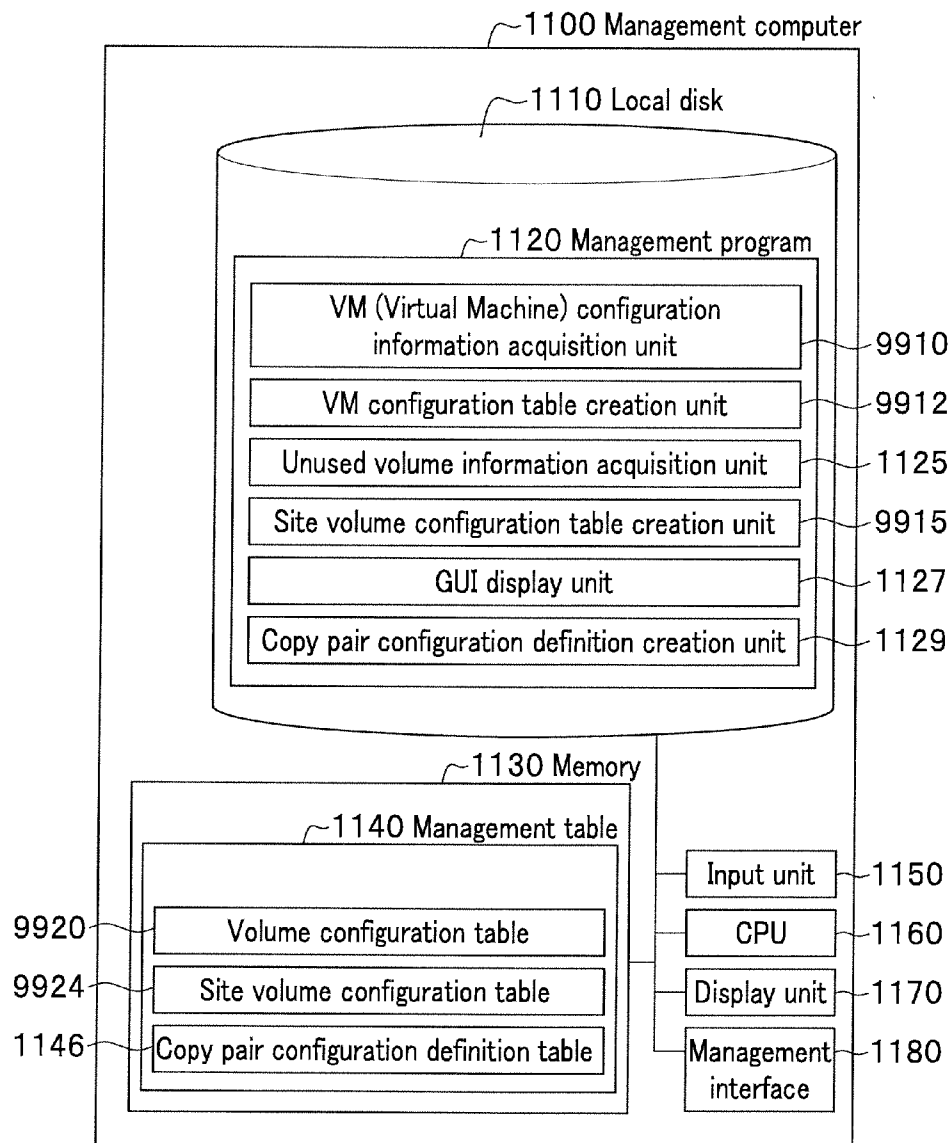 1100 Management computer
1110 Local disk
1120 Management program
VM (Virtual Machine) configuration
information acquisition unit
9910
VM configuration table creation unit
9912
Unused volume information acquisition unit
1125
Site volume configuration table creation unit
9915
GUI display unit
1127
Copy pair configuration definition creation unit
1129
1130 Memory
1140 Management table
9920
Volume configuration table
9924
Site volume configuration table
1146
Copy pair configuration definition table
Input unit
1150
CPU
1160
Display unit
1170
Management
interface
1180